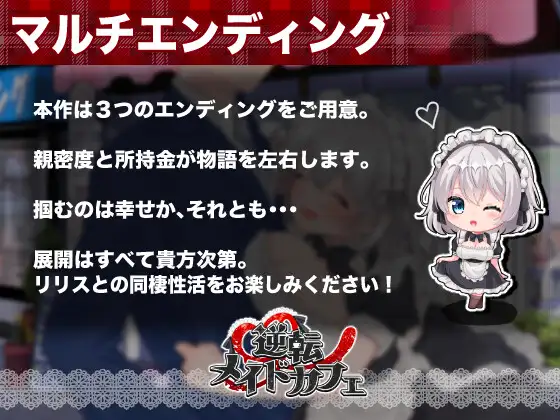 マルチエンディング
本作は３つのエンディングをご用意。
親密度と所持金が物語を左右します。
掴むのは幸せか、それとも・・・
展開はすべて貴方次第。
リリスとの同棲性活をお楽しみください！
逆転
メイドカフェ